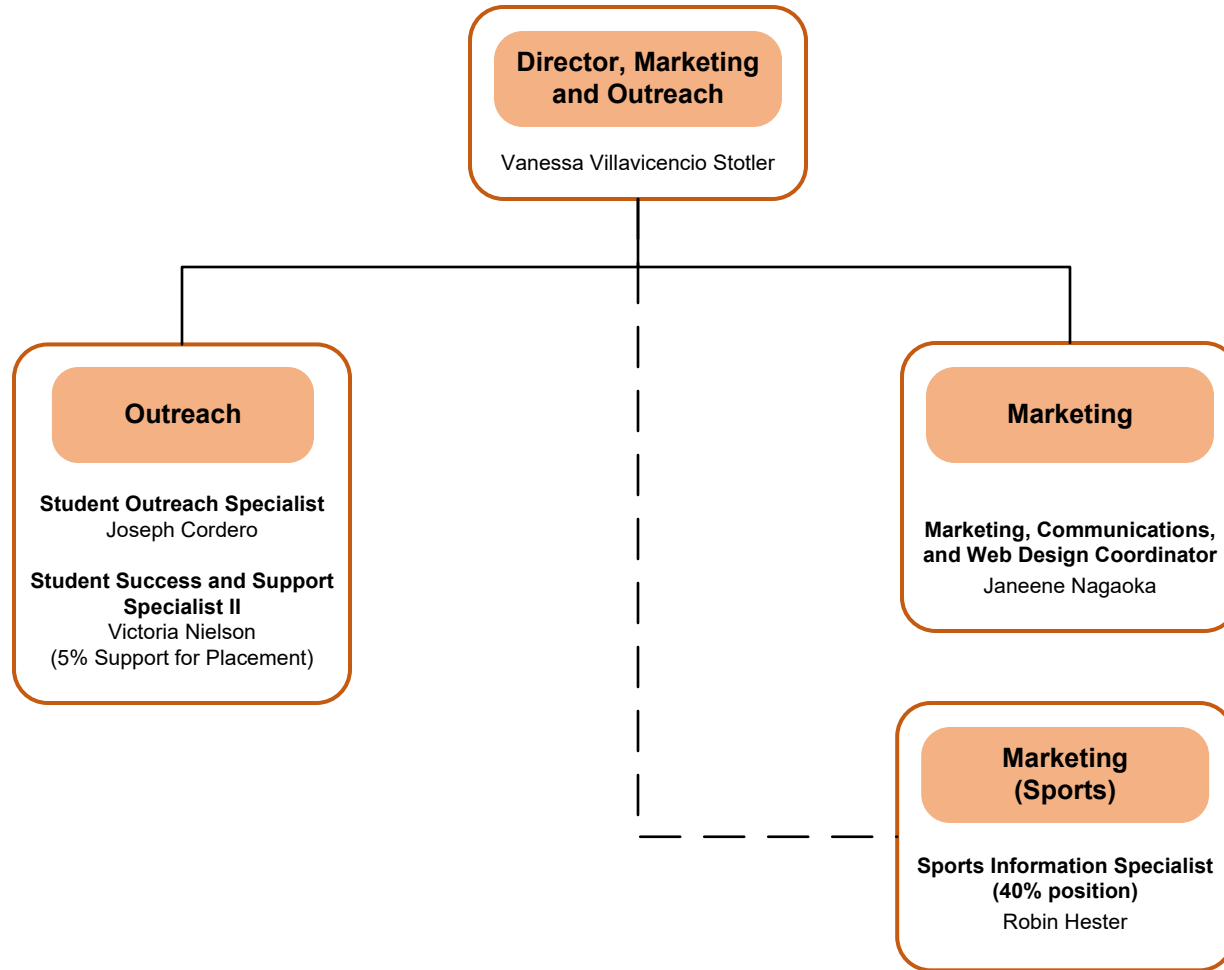 Director, Marketing
and Outreach
Vanessa Villavicencio Stotler
Outreach
Student Outreach Specialist
Joseph Cordero
Student Success and Support
Specialist II
Victoria Nielson
(5% Support for Placement)
Marketing
Marketing, Communications,
and Web Design Coordinator
Janeene Nagaoka
Marketing
(Sports)
Sports Information Specialist
(40% position)
Robin Hester